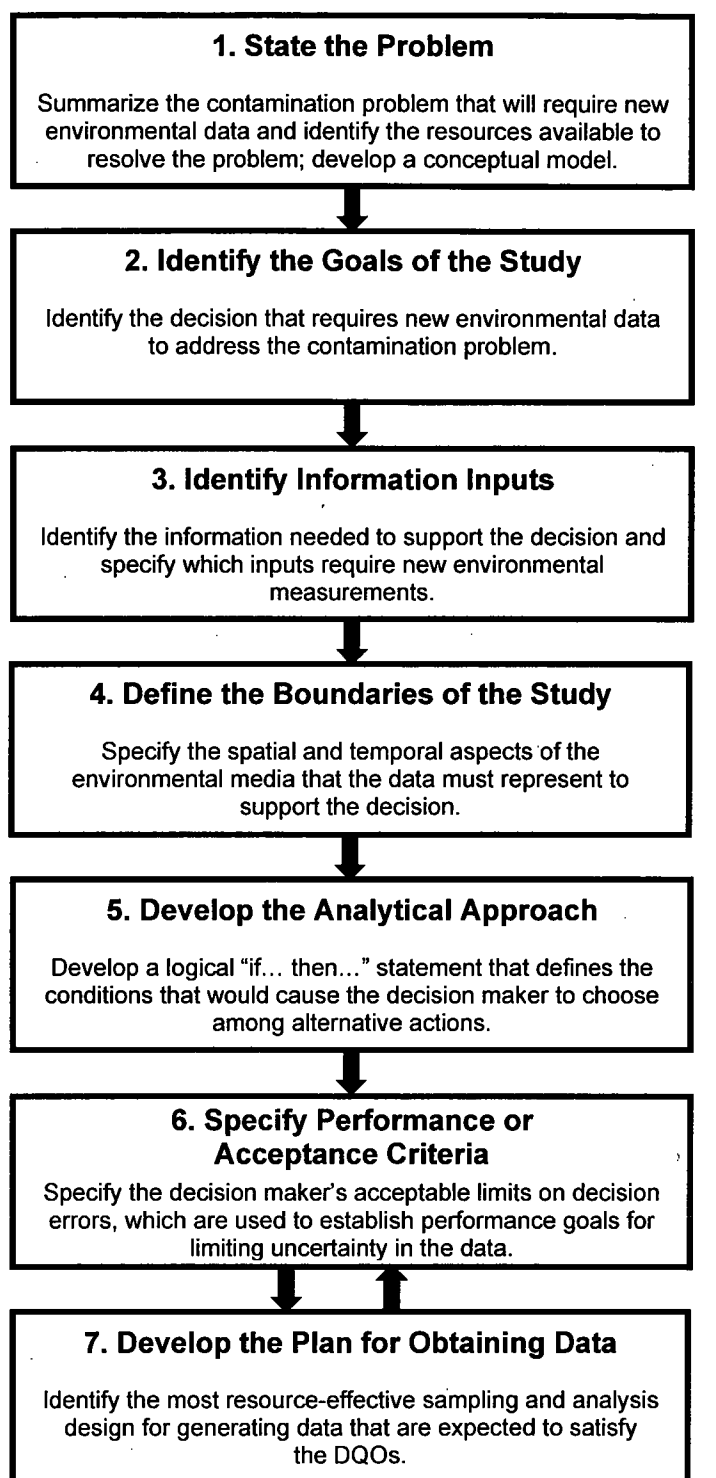 1. State the Problem
Summarize the contamination problem that will require new
environmental data and identify the resources available to
resolve the problem; develop a conceptual model.
2. Identify the Goals of the Study
Identify the decision that requires new environmental data
to address the contamination problem.
3. Identify Information Inputs
Identify the information needed to support the decision and
specify which inputs require new environmental
measurements.
4. Define the Boundaries of the Study
Specify the spatial and temporal aspects of the
environmental media that the data must represent to
support the decision.
5. Develop the Analytical Approach
Develop a logical “if... then...” statement that defines the
conditions that would cause the decision maker to choose
among alternative actions.
6. Specify Performance or
Acceptance Criteria
Specify the decision maker's acceptable limits on decision
errors, which are used to establish performance goals for
limiting uncertainty in the data.
7. Develop the Plan for Obtaining Data
Identify the most resource-effective sampling and analysis
design for generating data that are expected to satisfy
the DQOs.